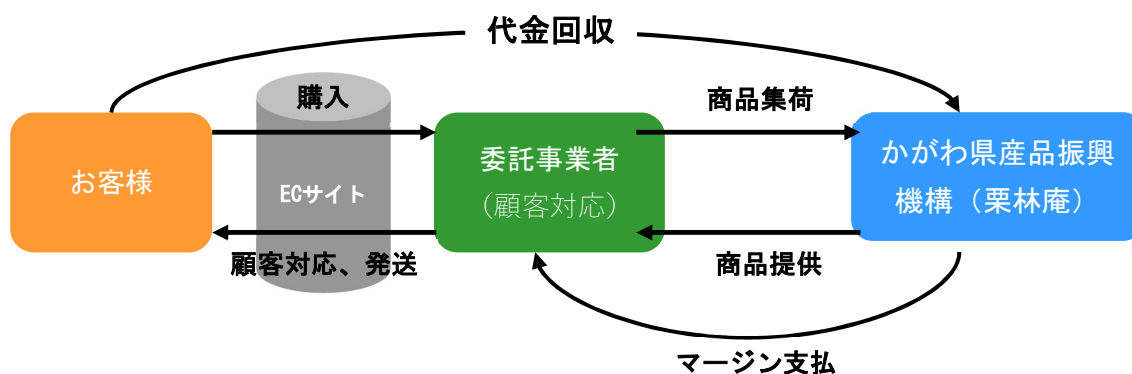 代金回収
購入
商品集荷
お客様
ECサイト
委託事業者
（顧客対応）
かがわ県産品振興
機構（栗林庵）
顧客対応、発送
商品提供
マージン支払